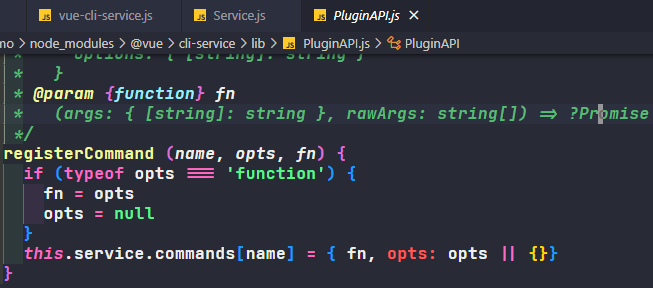 JS vue-cli-service.js JS Service.js JS PluginAPI.js ×
mo > node_modules > @vue > cli-service > lib > JS PluginAPI.js > PluginAPI
* options: { [string]: string }
* }
* @param {function} fn
* (args: { [string]: string }, rawArgs: string[]) => ?Promise
*/
registerCommand (name, opts, fn) {
if (typeof opts === 'function') {
fn = opts
opts = null
}
this.service.commands[name] = { fn, opts: opts || {}}
}